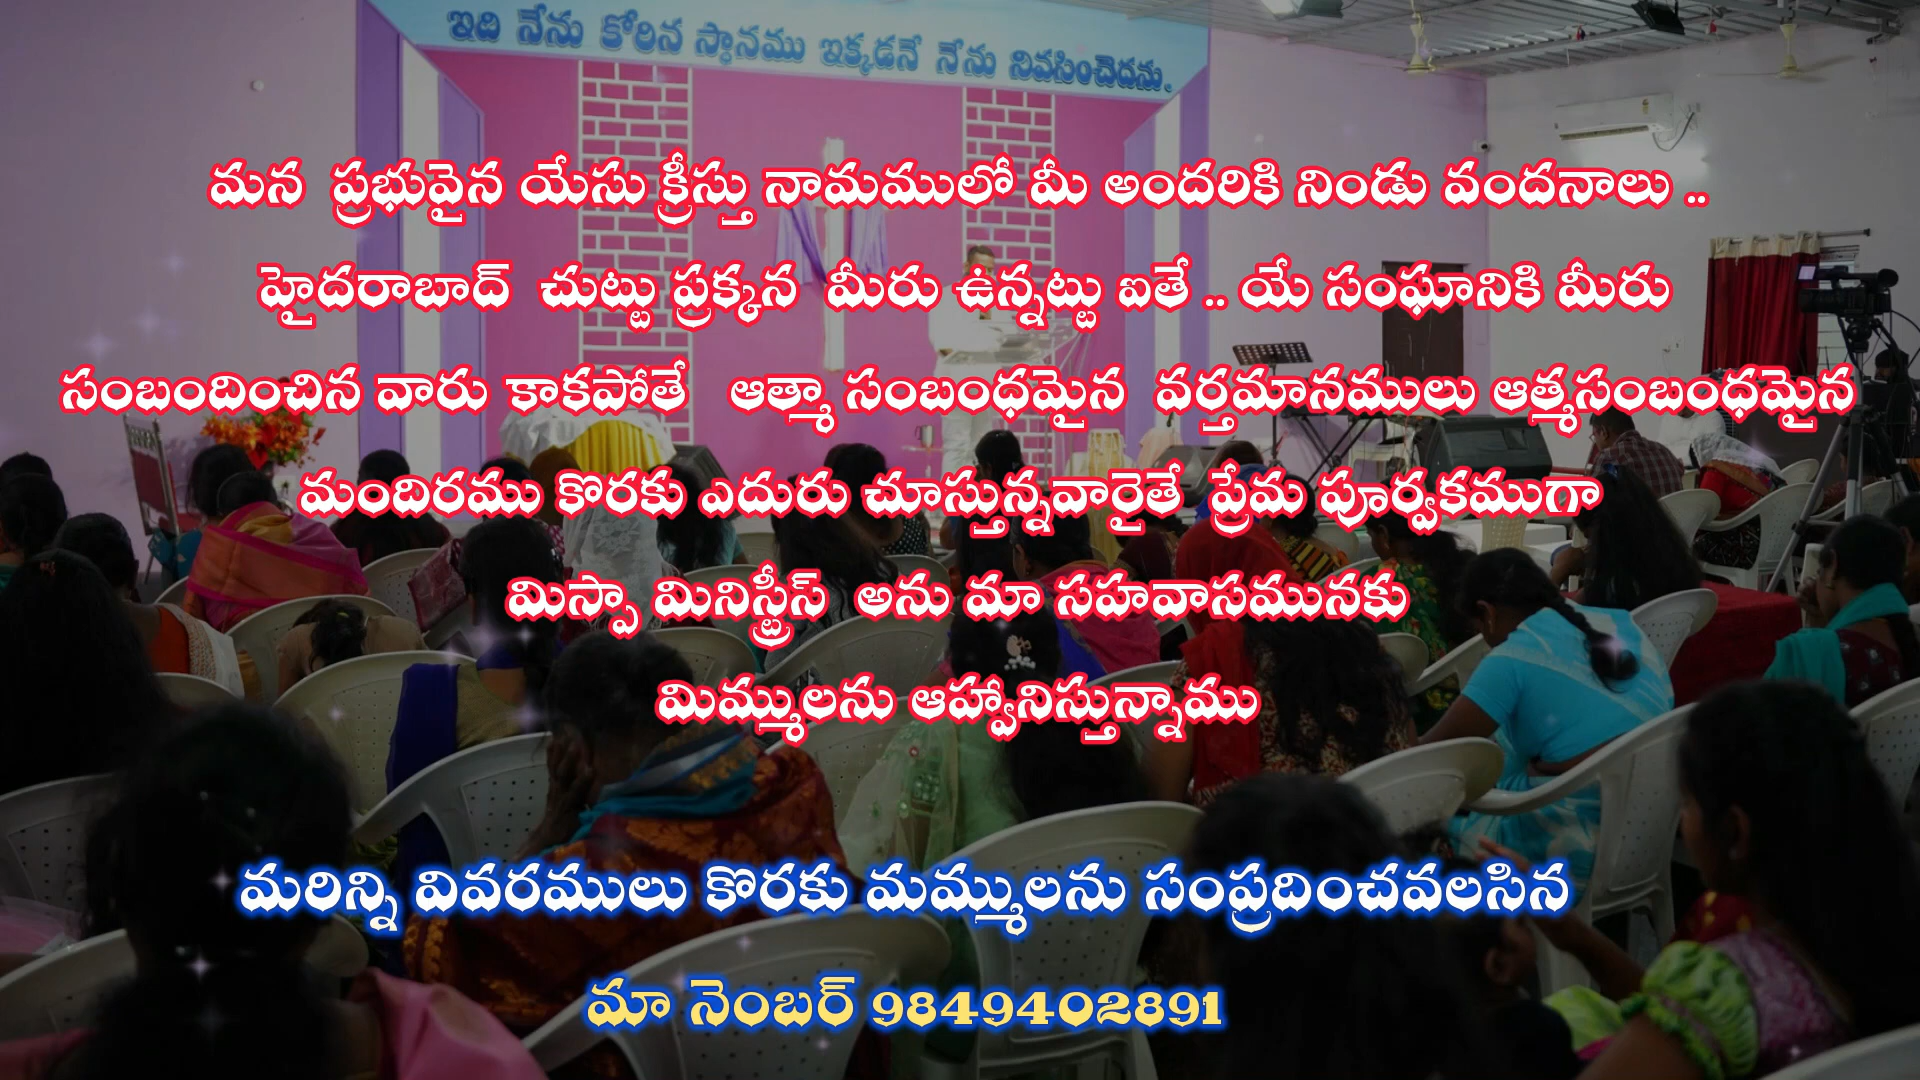 ఇది నేను కోరిన స్థానము ఇక్కడనే నేను నివసించెదను.
మన ప్రభువైన యేసు క్రీస్తు నామములో మీ అందరికి నిండు వందనాలు ..
హైదరాబాద్ చుట్టు ప్రక్కన మీరు ఉన్నట్టు ఐతే .. యే సంఘానికి మీరు
సంబందించిన వారు కాకపోతే ఆత్మా సంబంధమైన వర్తమానములు ఆత్మసంబంధమైన
మందిరము కొరకు ఎదురు చూస్తున్నవారైతే ప్రేమ పూర్వకముగా
మిస్పా మినిస్ట్రీస్ అను మా సహవాసమునకు
మిమ్ములను ఆహ్వానిస్తున్నాము
మరిన్ని వివరములు కొరకు మమ్ములను సంప్రదించవలసిన
మా నెంబర్ 9849402891